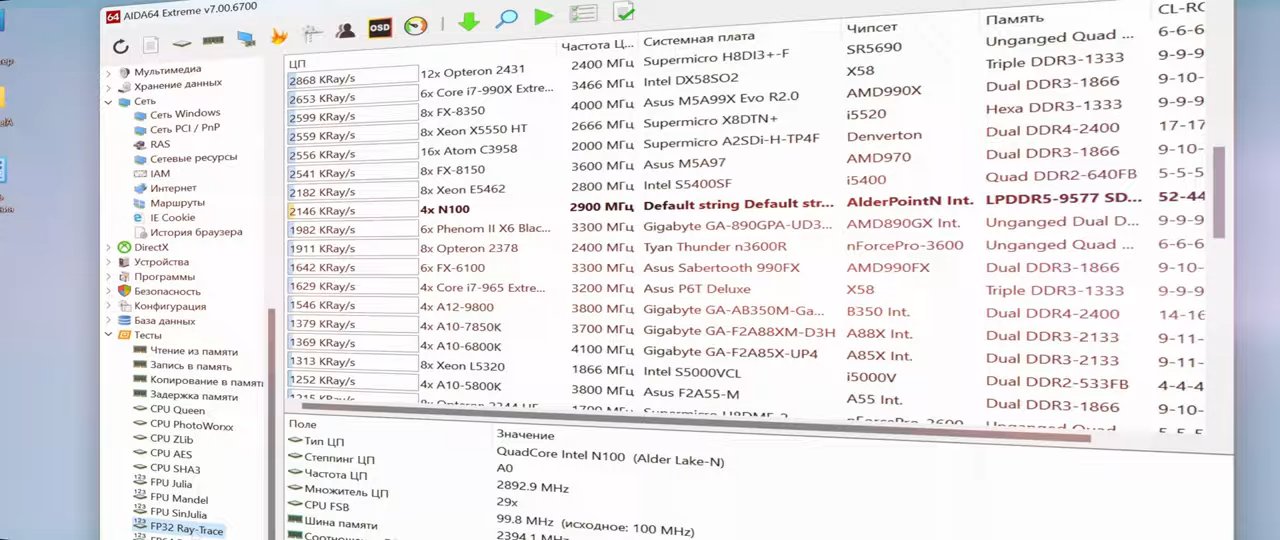 AIDA64 Extreme v7.00.6700
OSD
Мультимедиа
Хранение данных
Сеть
Сеть Windows
Сеть PCI / PnP
RAS
Сетевые ресурсы
IAM
Интернет
Маршруты
IE Cookie
История браузера
DirectX
Устройства
Программы
Безопасность
Конфигурация
База данных
Тесты
Чтение из памяти
Запись в память
Копирование в памят
Задержка памяти
CPU Queen
CPU PhotoWorxx
CPU ZLib
CPU AES
CPU SHA3
FPU Julia
FPU Mandel
FPU SinJulia
FP32 Ray-Trace
ЦП Частота Ц... Системная плата Чипсет Память CL-RC
2868 KRay/s 12x Opteron 2431 2400 МГц Supermicro H8DI3+-F SR5690 Unganged Quad ... 6-6-6
2653 KRay/s 6x Core i7-990X Extre... 3466 МГц Intel DX58SO2 X58 Triple DDR3-1333 9-9-9
2599 KRay/s 8x FX-8350 4000 МГц Asus M5A99X Evo R2.0 AMD990X Dual DDR3-1866 9-10-
2559 KRay/s 8x Xeon X5550 HT 2666 МГц Supermicro X8DTN+ i5520 Hexa DDR3-1333 9-9-9
2556 KRay/s 16x Atom C3958 2000 МГц Supermicro A2SDi-H-TP4F Denverton Dual DDR4-2400 17-17
2541 KRay/s 8x FX-8150 3600 МГц Asus M5A97 AMD970 Dual DDR3-1866 9-10-
2182 KRay/s 8x Xeon E5462 2800 МГц Intel S5400SF i5400 Quad DDR2-640FB 5-5-5
2146 KRay/s 4x N100 2900 МГц Default string Default str... AlderPointN Int. LPDDR5-9577 SD... 52-44
1982 KRay/s 6x Phenom II X6 Blac... 3300 МГц Gigabyte GA-890GPA-UD3... AMD890GX Int. Unganged Dual ... 9-9-9
1911 KRay/s 8x Opteron 2378 2400 МГц Tyan Thunder n3600R nForcePro-3600 Unganged Quad ... 6-6-6
1642 KRay/s 6x FX-6100 3300 МГц Asus Sabertooth 990FX AMD990FX Dual DDR3-1866 9-10-
1629 KRay/s 4x Core i7-965 Extre... 3200 МГц Asus P6T Deluxe X58 Triple DDR3-1333 9-9-9
1546 KRay/s 4x A12-9800 3800 МГц Gigabyte GA-AB350M-Ga... B350 Int. Dual DDR4-2400 14-16
1379 KRay/s 4x A10-7850K 3700 МГц Gigabyte GA-F2A88XM-D3H A88X Int. Dual DDR3-2133 9-11-
1369 KRay/s 4x A10-6800K 4100 МГц Gigabyte GA-F2A85X-UP4 A85X Int. Dual DDR3-2133 9-11-
1313 KRay/s 8x Xeon L5320 1866 МГц Intel S5000VCL i5000V Dual DDR2-533FB 4-4-4
1252 KRay/s 4x A10-5800K 3800 МГц Asus F2A55-M A55 Int. Dual DDR3-1866 9-10-
Поле Значение
Тип ЦП QuadCore Intel N100 (Alder Lake-N)
Степпинг ЦП A0
Частота ЦП 2892.9 MHz
Множитель ЦП 29x
CPU FSB 99.8 MHz (исходное: 100 MHz)
Шина памяти 2394.1 MHz